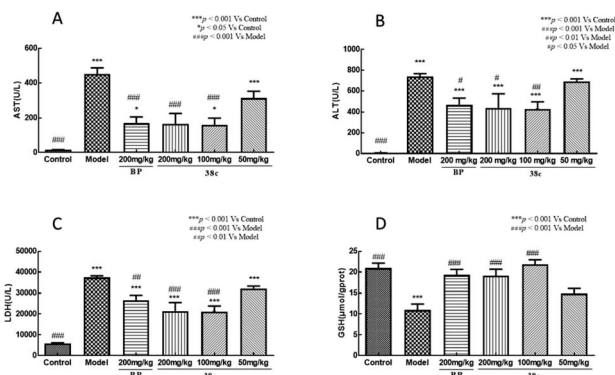 A
***p < 0.001 Vs Control
*p < 0.05 Vs Control
###p < 0.001 Vs Model
AST(U/L)
600
400
200
0
***
###
###
###
***
###
*
*
Control
Model
200mg/kg
200mg/kg
100mg/kg
50mg/kg
BP
38c
B
***p < 0.001 Vs Control
###p < 0.001 Vs Model
##p < 0.01 Vs Model
#p < 0.05 Vs Model
ALT(U/L)
1000
800
600
400
200
0
***
***
#
#
##
***
***
***
###
Control
Model
200 mg/kg
200 mg/kg
100 mg/kg
50 mg/kg
BP
38c
C
***p < 0.001 Vs Control
###p < 0.001 Vs Model
##p < 0.01 Vs Model
LDH(U/L)
50000
40000
30000
20000
10000
0
***
##
***
###
###
***
***
***
###
Control
Model
200mg/kg
200mg/kg
100mg/kg
50mg/kg
D
***p < 0.001 Vs Control
###p < 0.001 Vs Model
GSH(μmol/gprot)
30
25
20
15
10
5
0
###
###
###
###
***
Control
Model
200mg/kg
200mg/kg
100mg/kg
50mg/kg